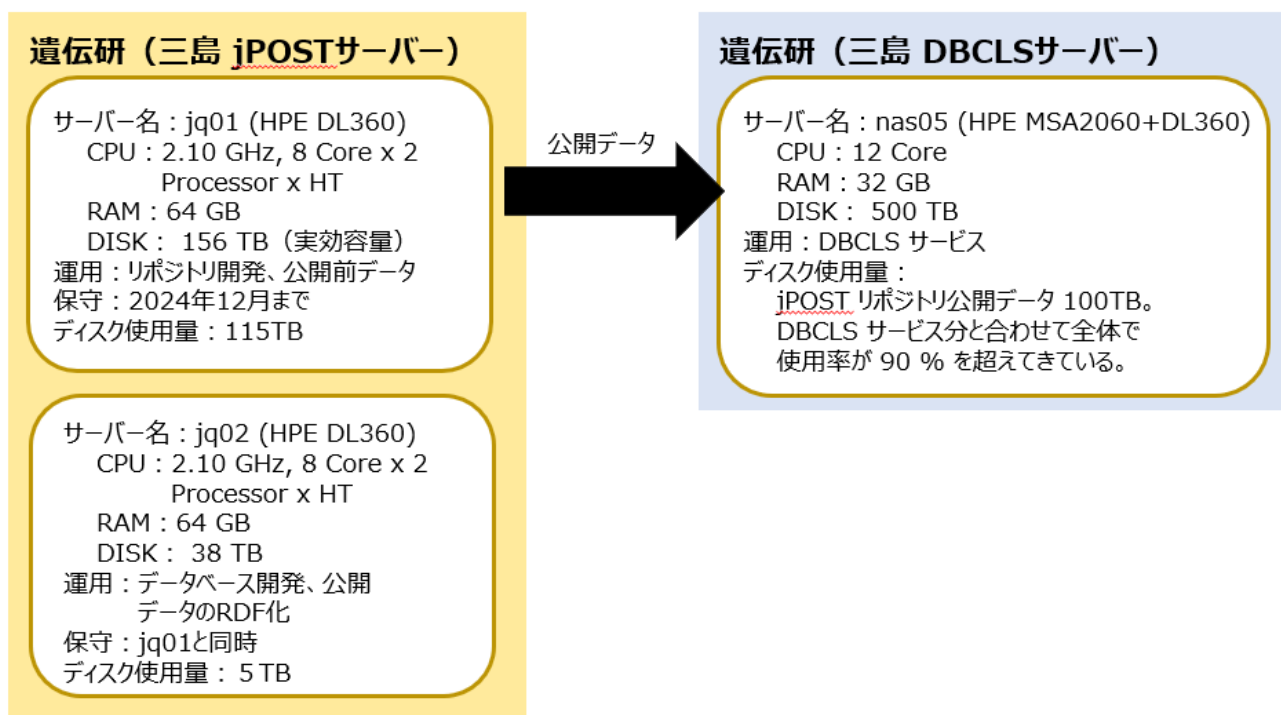 遺伝研（三島 jPOSTサーバー）
サーバー名：jq01 (HPE DL360)
CPU：2.10 GHz, 8 Core x 2
Processor x HT
RAM：64 GB
DISK： 156 TB（実効容量）
運用：リポジトリ開発、公開前データ
保守：2024年12月まで
ディスク使用量：115TB
サーバー名：jq02 (HPE DL360)
CPU：2.10 GHz, 8 Core x 2
Processor x HT
RAM：64 GB
DISK： 38 TB
運用：データベース開発、公開
データのRDF化
保守：jq01と同時
ディスク使用量：５TB
公開データ
遺伝研（三島 DBCLSサーバー）
サーバー名：nas05 (HPE MSA2060+DL360)
CPU：12 Core
RAM：32 GB
DISK： 500 TB
運用：DBCLS サービス
ディスク使用量：
jPOST リポジトリ公開データ 100TB。
DBCLS サービス分と合わせて全体で
使用率が 90 % を超えてきている。